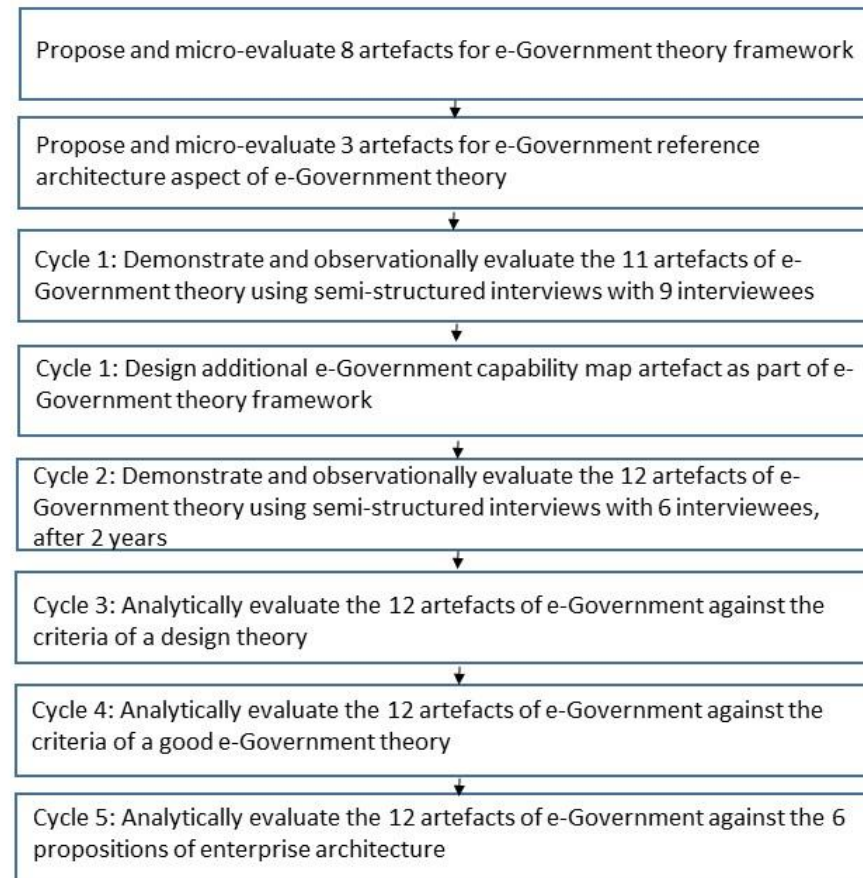 Propose and micro-evaluate 8 artefacts for e-Government theory framework
Propose and micro-evaluate 3 artefacts for e-Government reference
architecture aspect of e-Government theory
Cycle 1: Demonstrate and observationally evaluate the 11 artefacts of e-
Government theory using semi-structured interviews with 9 interviewees
Cycle 1: Design additional e-Government capability map artefact as part of e-
Government theory framework
Cycle 2: Demonstrate and observationally evaluate the 12 artefacts of e-
Government theory using semi-structured interviews with 6 interviewees,
after 2 years
Cycle 3: Analytically evaluate the 12 artefacts of e-Government against the
criteria of a design theory
Cycle 4: Analytically evaluate the 12 artefacts of e-Government against the
criteria of a good e-Government theory
Cycle 5: Analytically evaluate the 12 artefacts of e-Government against the 6
propositions of enterprise architecture